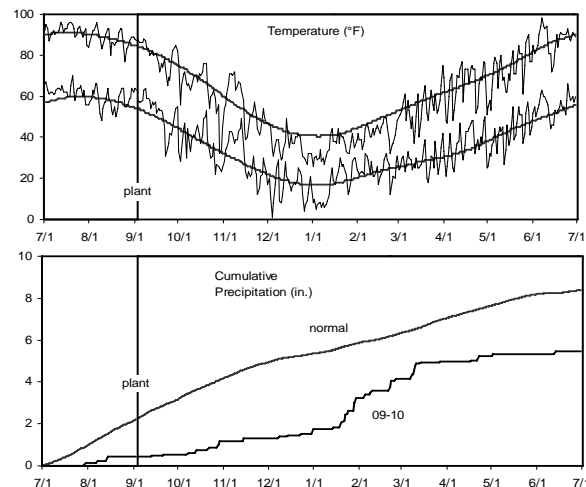 100
Temperature (°F)
80
60
40
20
plant
0
7/1 8/1 9/1 10/1 11/1 12/1 1/1 2/1 3/1 4/1 5/1 6/1 7/1
10
Cumulative
Precipitation (in.)
8
normal
6
plant
4
09-10
2
0
7/1 8/1 9/1 10/1 11/1 12/1 1/1 2/1 3/1 4/1 5/1 6/1 7/1